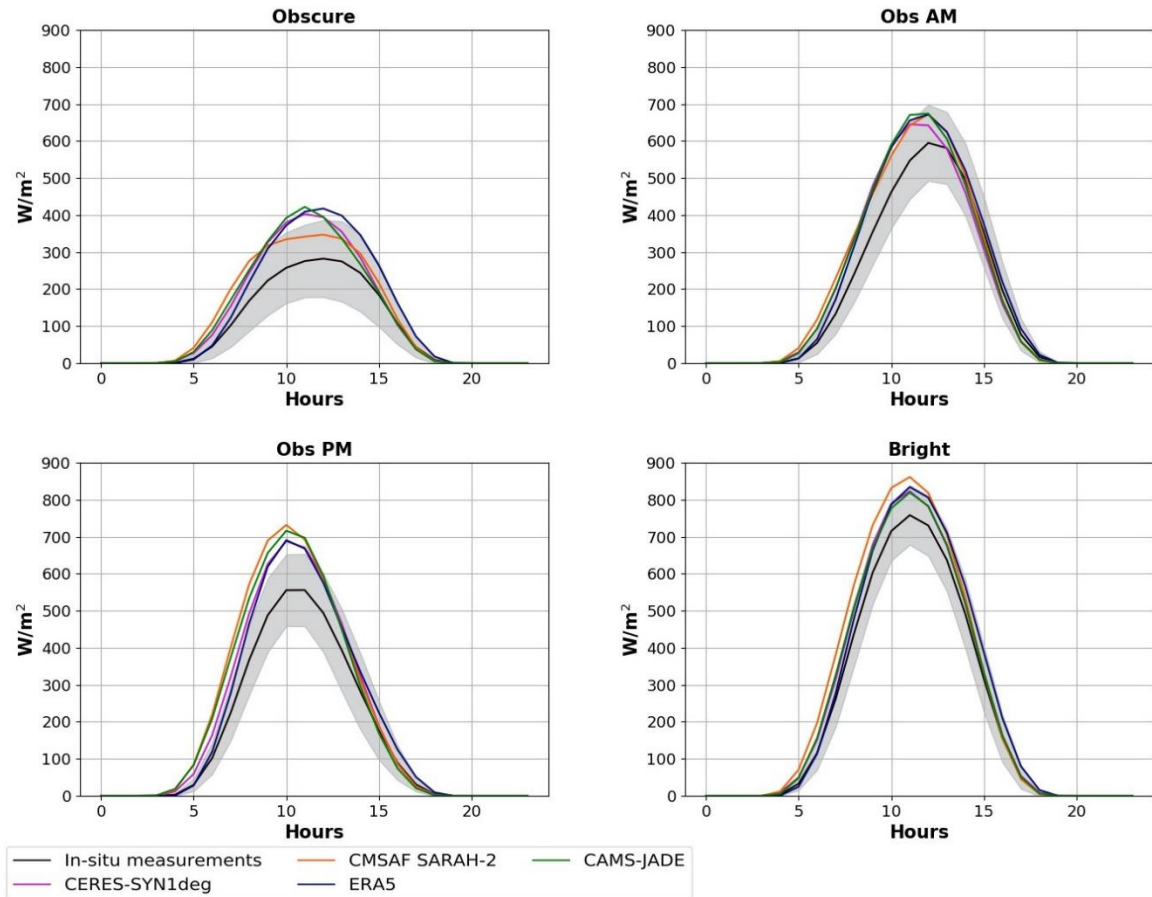 Obscure
900
800
700
600
500
400
300
200
100
0
W/m²
0 5 10 15 20
Hours
Obs AM
900
800
700
600
500
400
300
200
100
0
W/m²
0 5 10 15 20
Hours
Obs PM
900
800
700
600
500
400
300
200
100
0
W/m²
0 5 10 15 20
Hours
Bright
900
800
700
600
500
400
300
200
100
0
W/m²
0 5 10 15 20
Hours
In-situ measurements CMSAF SARAH-2 CAMS-JADE
CERES-SYN1deg ERA5